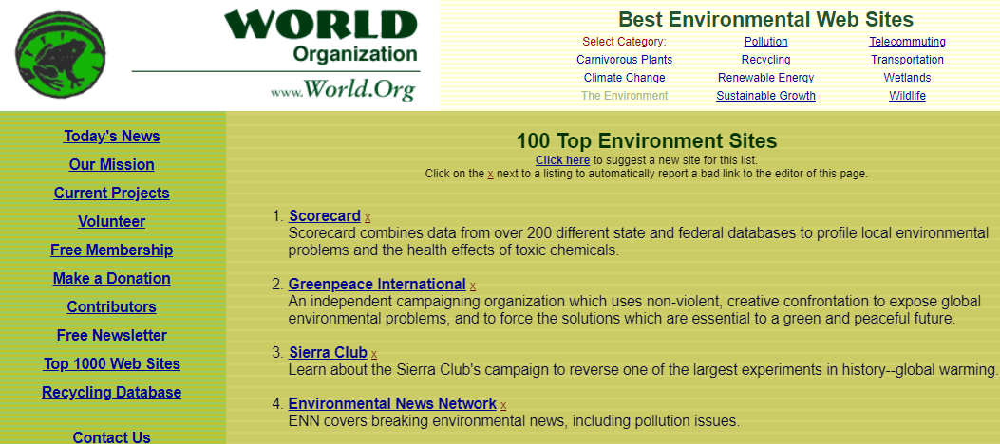 WORLD
Organization
www.World.Org
Best Environmental Web Sites
Select Category:
Pollution
Telecommuting
Carnivorous Plants
Recycling
Transportation
Climate Change
Renewable Energy
Wetlands
The Environment
Sustainable Growth
Wildlife
Today's News
Our Mission
Current Projects
Volunteer
Free Membership
Make a Donation
Contributors
Free Newsletter
Top 1000 Web Sites
Recycling Database
Contact Us
100 Top Environment Sites
Click here to suggest a new site for this list.
Click on the x next to a listing to automatically report a bad link to the editor of this page.
1. Scorecard x
Scorecard combines data from over 200 different state and federal databases to profile local environmental
problems and the health effects of toxic chemicals.
2. Greenpeace International x
An independent campaigning organization which uses non-violent, creative confrontation to expose global
environmental problems, and to force the solutions which are essential to a green and peaceful future.
3. Sierra Club x
Learn about the Sierra Club's campaign to reverse one of the largest experiments in history--global warming.
4. Environmental News Network x
ENN covers breaking environmental news, including pollution issues.